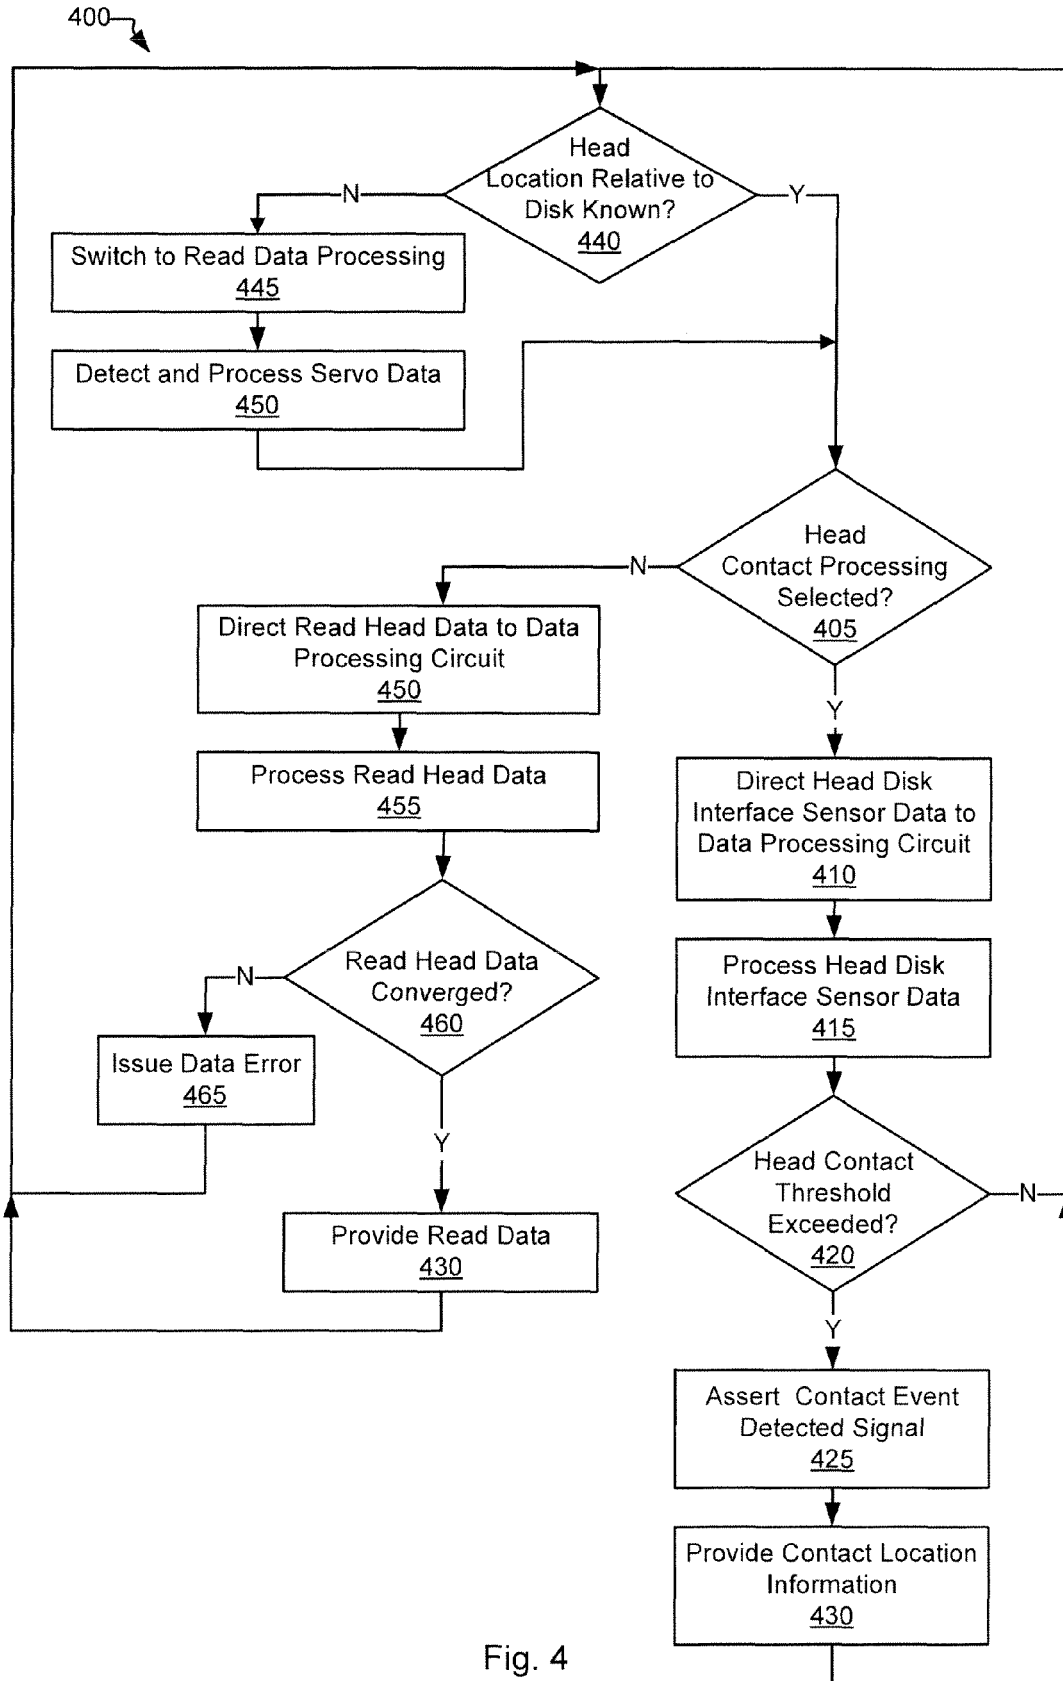 400
Head
Location Relative to
Disk Known?
440
N
Y
Switch to Read Data Processing
445
Detect and Process Servo Data
450
Head
Contact Processing
Selected?
405
N
Y
Direct Read Head Data to Data
Processing Circuit
450
Process Read Head Data
455
Read Head Data
Converged?
460
N
Y
Issue Data Error
465
Provide Read Data
430
Direct Head Disk
Interface Sensor Data to
Data Processing Circuit
410
Process Head Disk
Interface Sensor Data
415
Head Contact
Threshold
Exceeded?
420
N
Y
Assert Contact Event
Detected Signal
425
Provide Contact Location
Information
430
Fig. 4